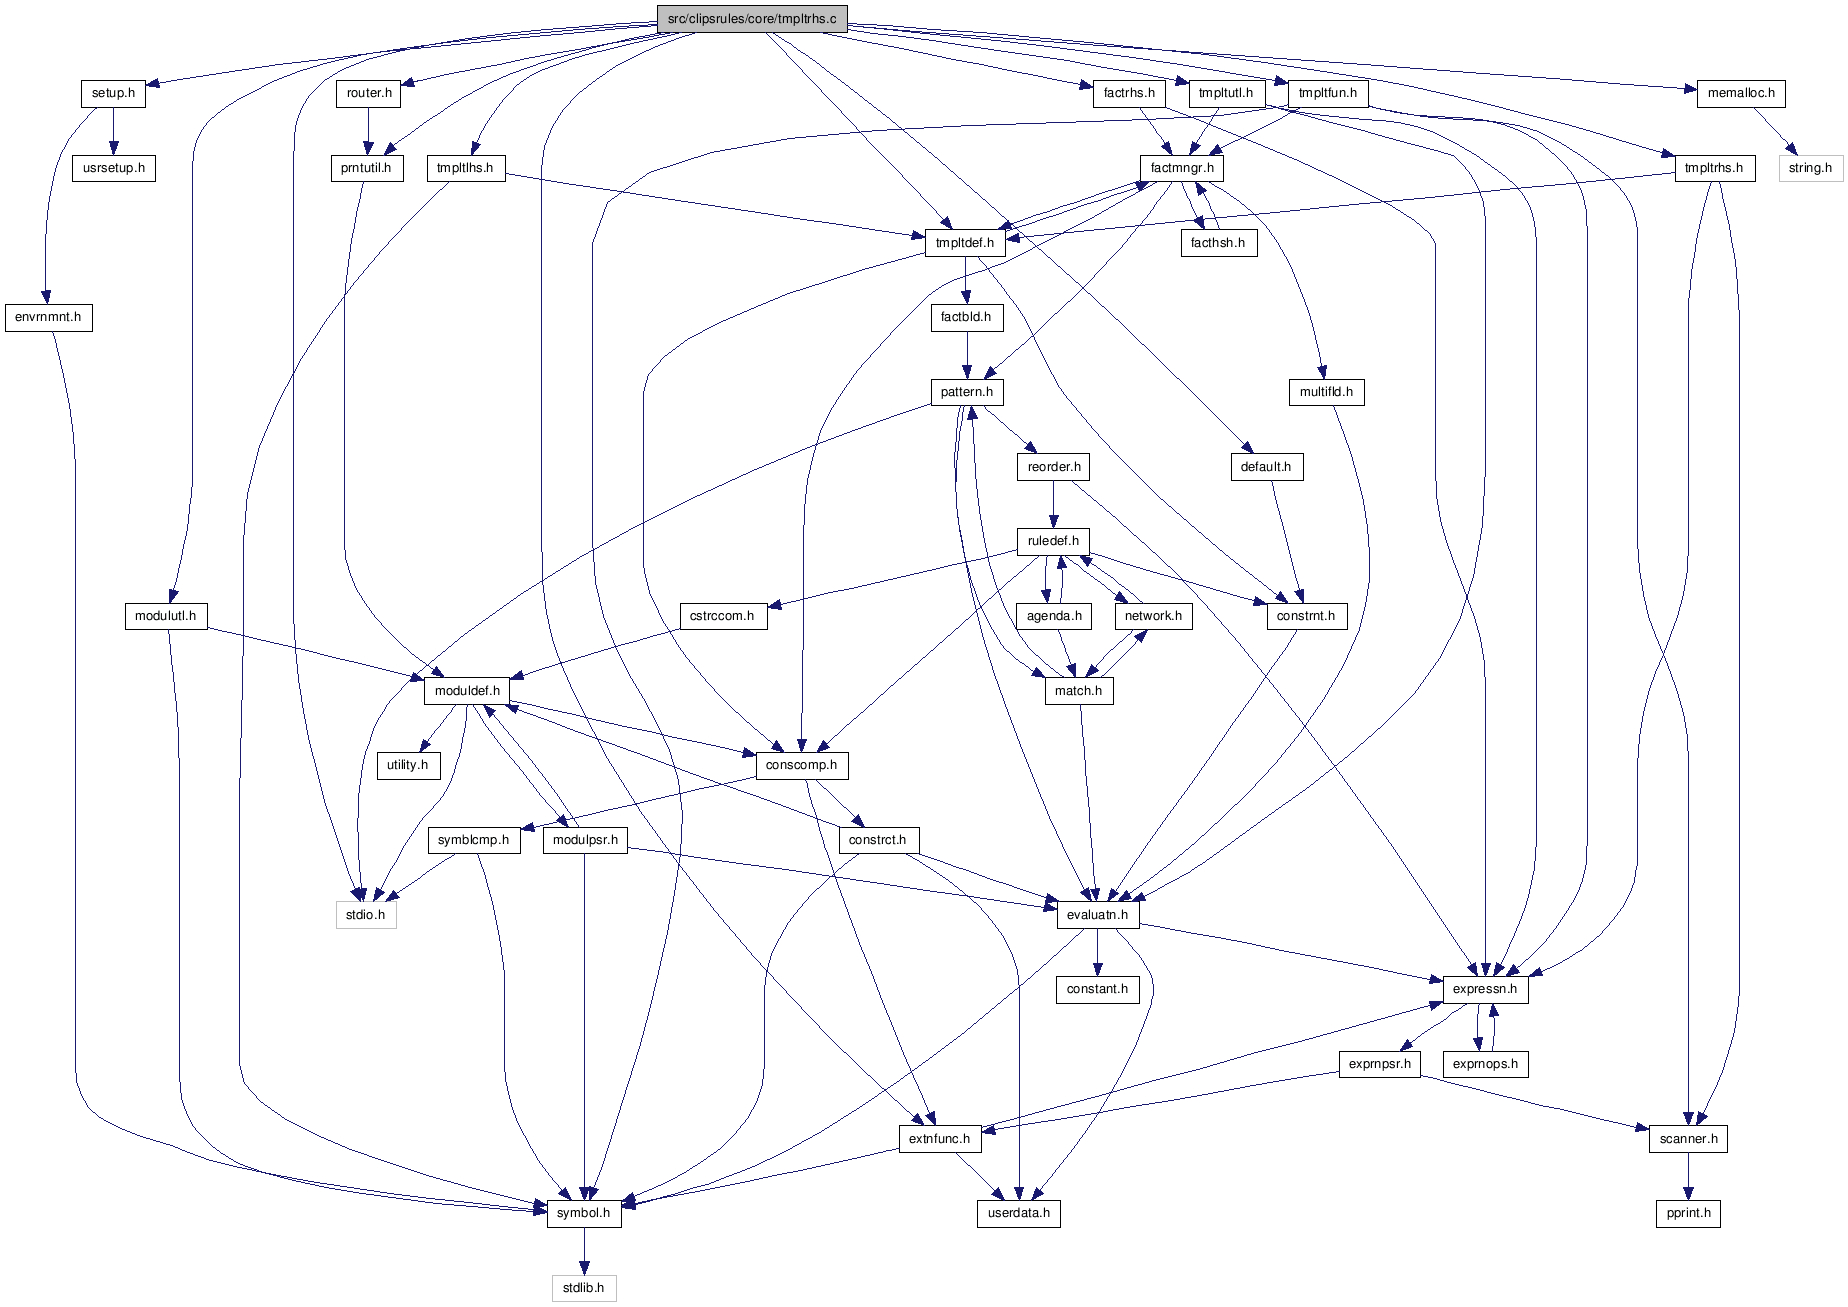 src/clipsrules/core/tmpltrhs.c
setup.h
router.h
factrhs.h
tmpltutl.h
tmpltfun.h
memalloc.h
usrsetup.h
prntutil.h
tmpltlhs.h
factmngr.h
tmpltrhs.h
string.h
tmpltdef.h
facthsh.h
envrnmnt.h
factbld.h
pattern.h
multifld.h
reorder.h
default.h
ruledef.h
modulutl.h
cstrccom.h
agenda.h
network.h
constrnt.h
moduldef.h
match.h
utility.h
conscomp.h
symblcmp.h
modulpsr.h
constrct.h
stdio.h
evaluatn.h
constant.h
expressn.h
exprnpsr.h
exprnops.h
extnfunc.h
scanner.h
symbol.h
userdata.h
pprint.h
stdlib.h